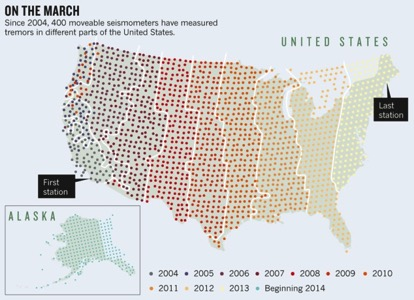 ON THE MARCH
Since 2004, 400 moveable seismometers have measured
tremors in different parts of the United States.
UNITED STATES
Last
station
First
station
ALASKA
2004 2005 2006 2007 2008 2009 2010
2011 2012 2013 Beginning 2014